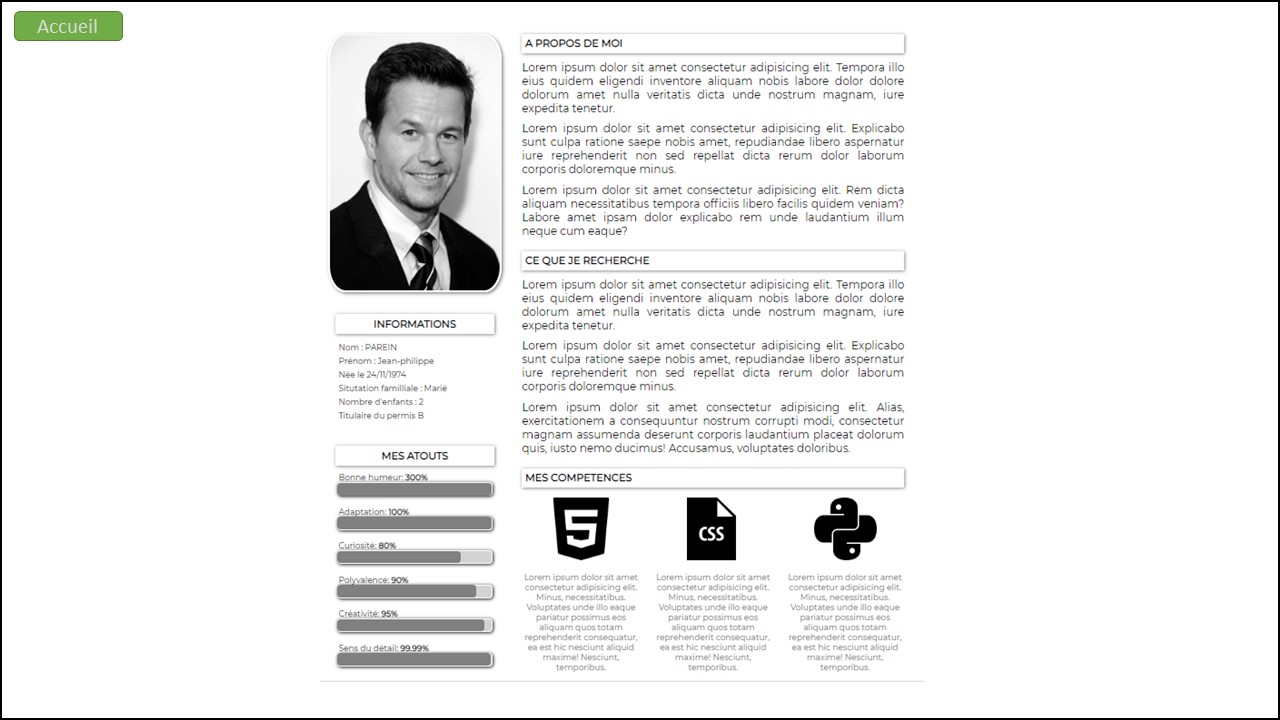 Accueil
INFORMATIONS
Nom : PAREIN
Prénom : Jean-philippe
Née le 24/11/1974
Situtation familliale : Marié
Nombre d'enfants : 2
Titulaire du permis B
MES ATOUTS
Bonne humeur: 300%
Adaptation: 100%
Curiosité: 80%
Polyvalence: 90%
Créativité: 95%
Sens du détail: 99.99%
A PROPOS DE MOI
Lorem ipsum dolor sit amet consectetur adipisicing elit. Tempora illo
eius quidem eligendi inventore aliquam nobis labore dolor dolore
dolorum amet nulla veritatis dicta unde nostrum magnam, iure
expedita tenetur.
Lorem ipsum dolor sit amet consectetur adipisicing elit. Explicabo
sunt culpa ratione saepe nobis amet, repudiandae libero aspernatur
iure reprehenderit non sed repellat dicta rerum dolor laborum
corporis doloremque minus.
Lorem ipsum dolor sit amet consectetur adipisicing elit. Rem dicta
aliquam necessitatibus tempora officiis libero facilis quidem veniam?
Labore amet ipsam dolor explicabo rem unde laudantium illum
neque cum eaque?
CE QUE JE RECHERCHE
Lorem ipsum dolor sit amet consectetur adipisicing elit. Tempora illo
eius quidem eligendi inventore aliquam nobis labore dolor dolore
dolorum amet nulla veritatis dicta unde nostrum magnam, iure
expedita tenetur.
Lorem ipsum dolor sit amet consectetur adipisicing elit. Explicabo
sunt culpa ratione saepe nobis amet, repudiandae libero aspernatur
iure reprehenderit non sed repellat dicta rerum dolor laborum
corporis doloremque minus.
Lorem ipsum dolor sit amet consectetur adipisicing elit. Alias,
exercitationem a consequuntur nostrum corrupti modi, consectetur
magnam assumenda deserunt corporis laudantium placeat dolorum
quis, iusto nemo ducimus! Accusamus, voluptates doloribus.
MES COMPETENCES
5
CSS
Lorem ipsum dolor sit amet
consectetur adipisicing elit.
Minus, necessitatibus.
Voluptates unde illo eaque
pariatur possimus eos
aliquam quos totam
reprehenderit consequatur,
ea est hic nesciunt aliquid
maxime! Nesciunt,
temporibus.
Lorem ipsum dolor sit amet
consectetur adipisicing elit.
Minus, necessitatibus.
Voluptates unde illo eaque
pariatur possimus eos
aliquam quos totam
reprehenderit consequatur,
ea est hic nesciunt aliquid
maxime! Nesciunt,
temporibus.
Lorem ipsum dolor sit amet
consectetur adipisicing elit.
Minus, necessitatibus.
Voluptates unde illo eaque
pariatur possimus eos
aliquam quos totam
reprehenderit consequatur,
ea est hic nesciunt aliquid
maxime! Nesciunt,
temporibus.